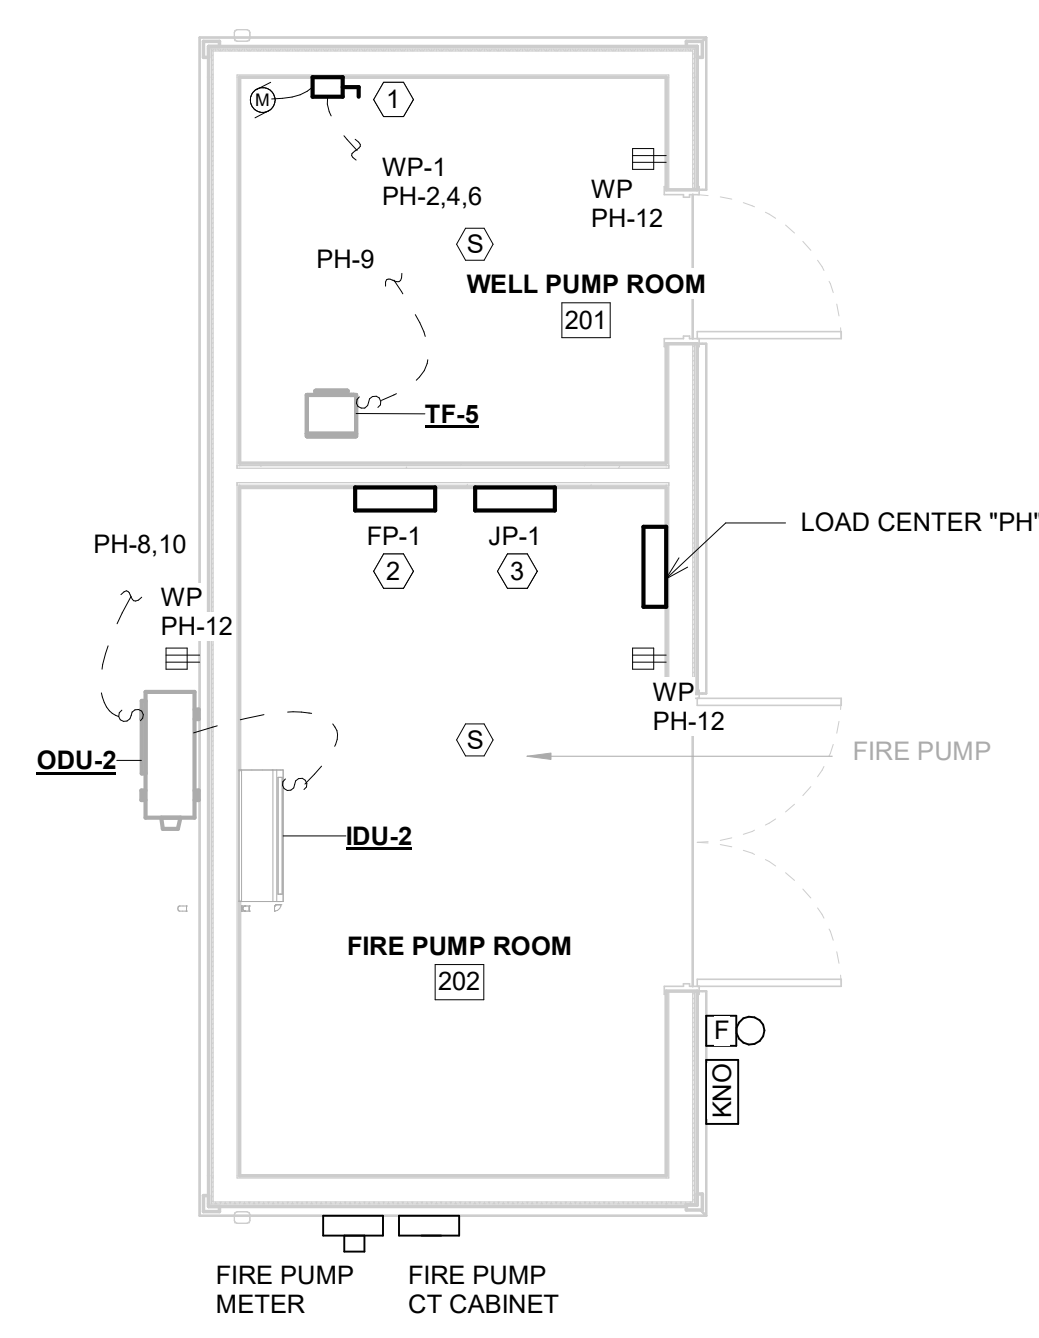 M
1
WP-1
PH-2,4,6
WP
PH-12
S
PH-9
WELL PUMP ROOM
201
TF-5
FP-1
2
JP-1
3
LOAD CENTER "PH"
PH-8,10
WP
PH-12
WP
PH-12
S
FIRE PUMP
ODU-2
IDU-2
FIRE PUMP ROOM
202
F
KNO
FIRE PUMP
METER
FIRE PUMP
CT CABINET